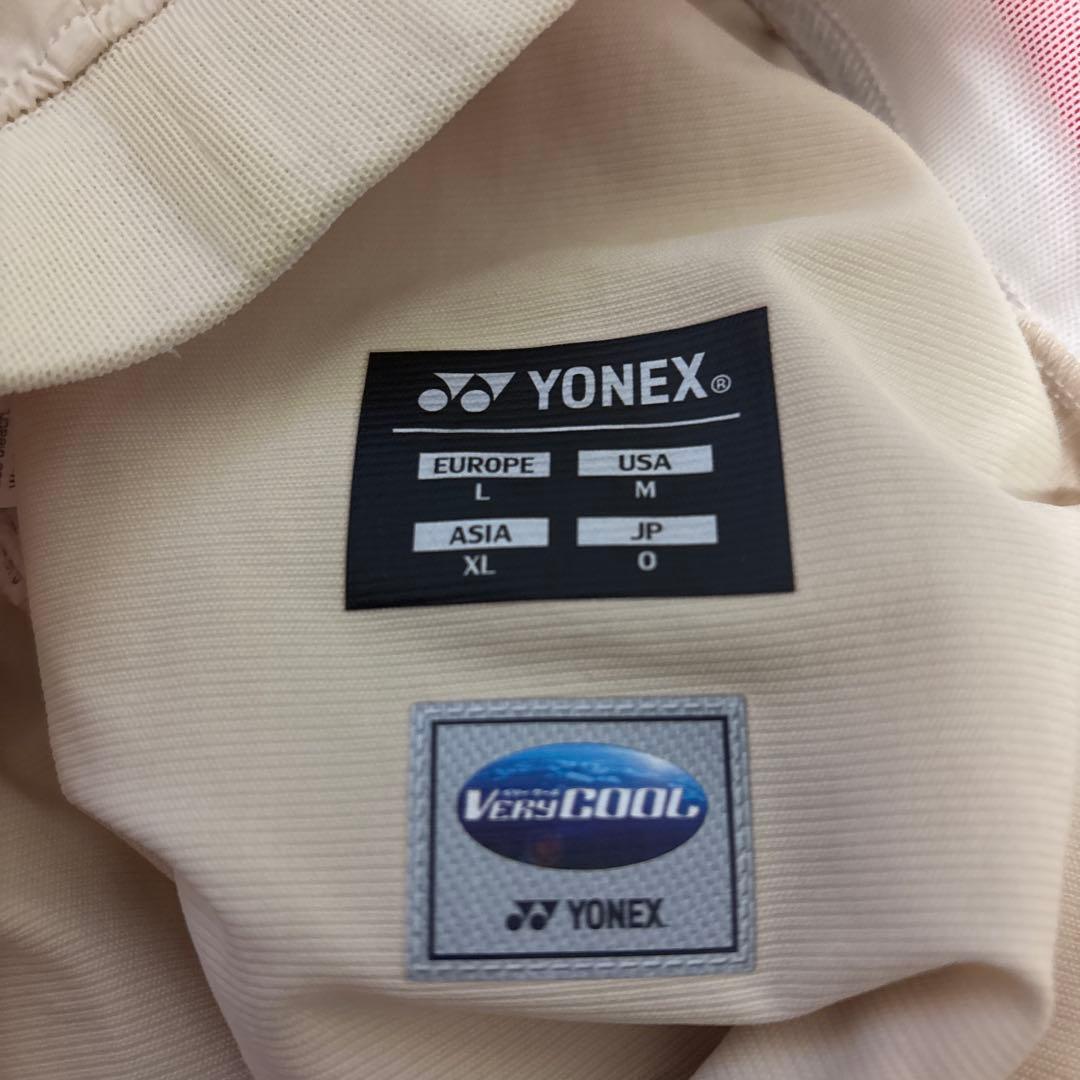 YONEX®
EUROPE USA
L M
ASIA JP
XL O
VERYCOOL
YONEX